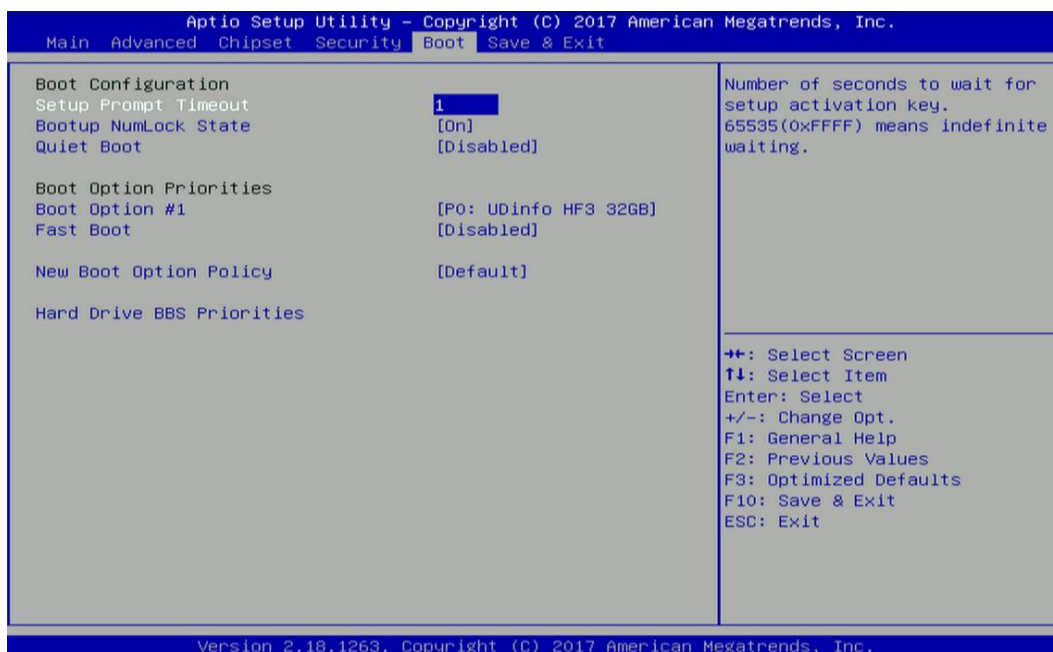 Aptio Setup Utility – Copyright (C) 2017 American Megatrends, Inc.
Main Advanced Chipset Security Boot Save & Exit
Boot Configuration
Setup Prompt Timeout 1
Bootup NumLock State [On]
Quiet Boot [Disabled]
Boot Option Priorities
Boot Option #1 [P0: UDinfo HF3 32GB]
Fast Boot [Disabled]
New Boot Option Policy [Default]
Hard Drive BBS Priorities
Number of seconds to wait for
setup activation key.
65535(0xFFFF) means indefinite
waiting.
→←: Select Screen
↑↓: Select Item
Enter: Select
+/-: Change Opt.
F1: General Help
F2: Previous Values
F3: Optimized Defaults
F10: Save & Exit
ESC: Exit
Version 2.18.1263. Copyright (C) 2017 American Megatrends, Inc.